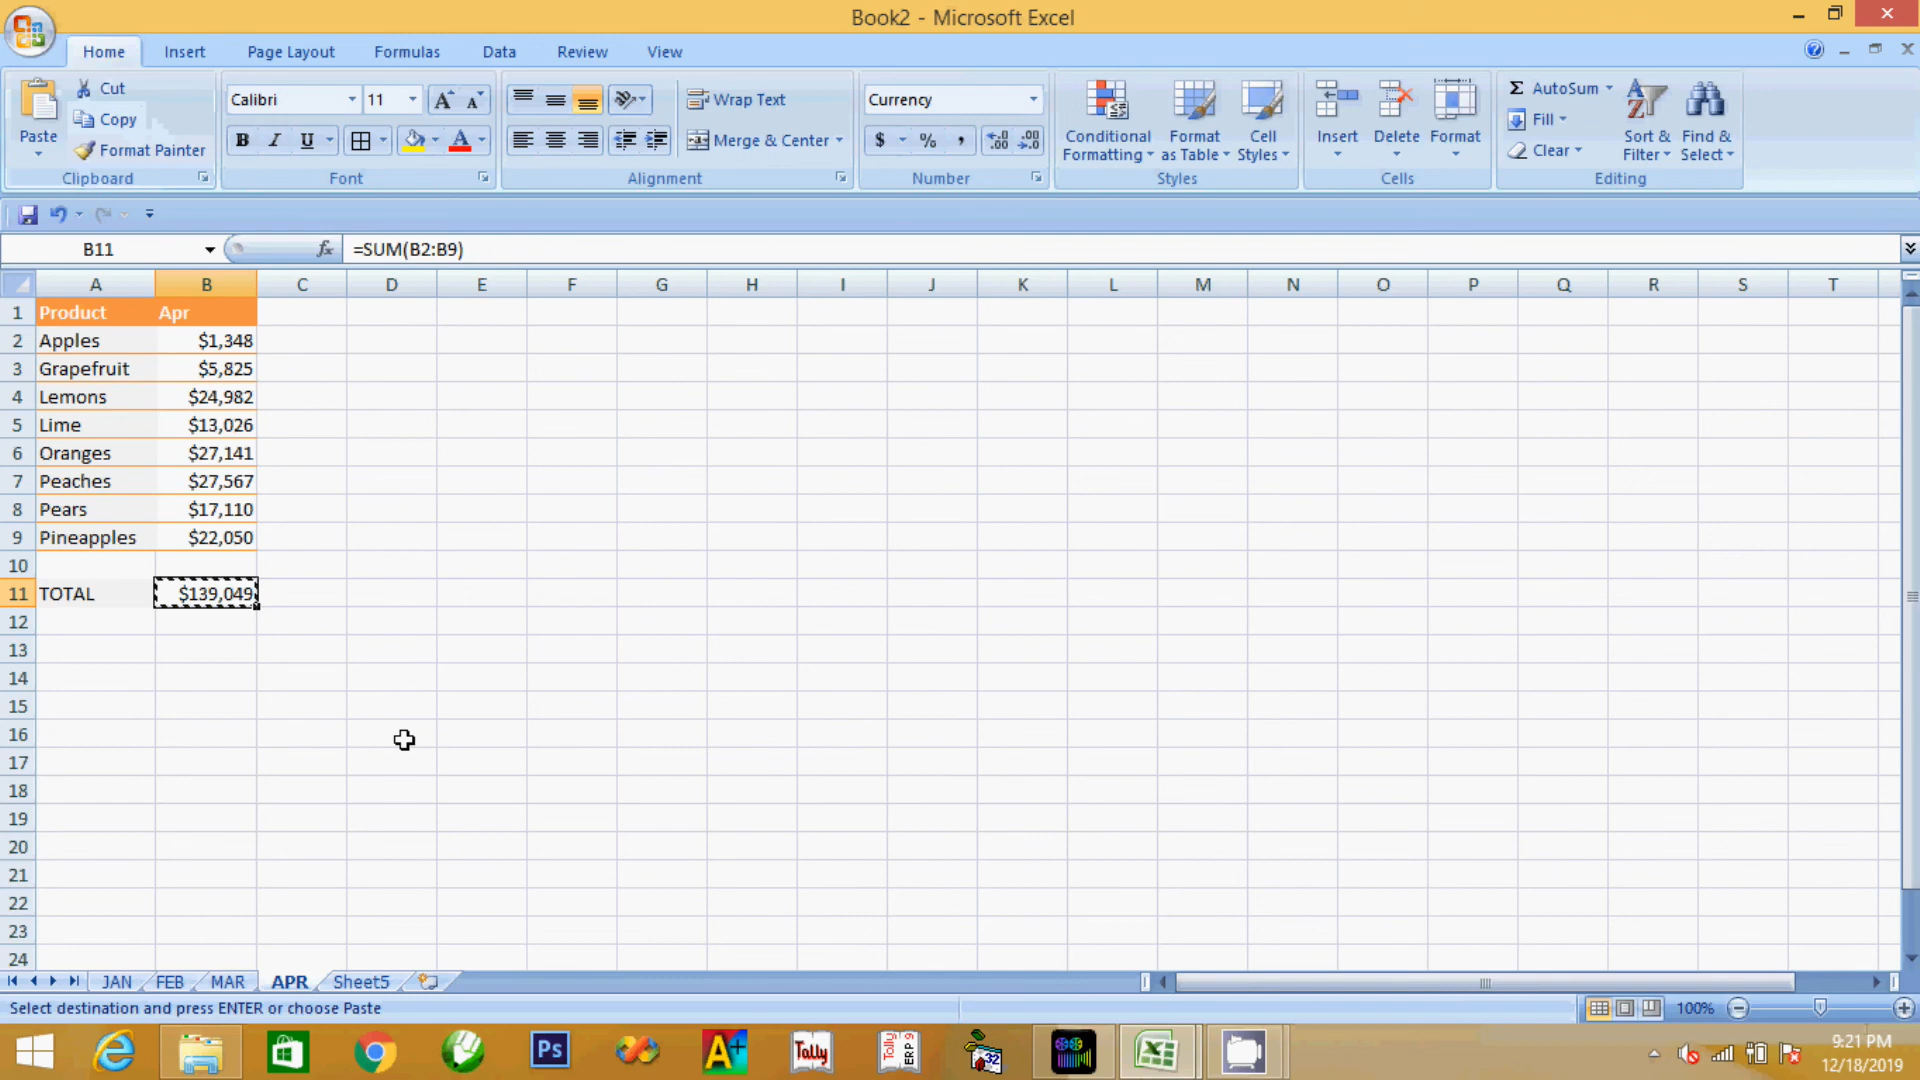 Book2 - Microsoft Excel
Home Insert Page Layout Formulas Data Review View
Paste
Cut
Copy
Format Painter
Clipboard
Calibri 11
B I U
Font
Wrap Text
Merge & Center
Alignment
Currency
$ % ,
Number
Conditional Formatting
Format as Table
Cell Styles
Styles
Insert Delete Format
Cells
AutoSum
Fill
Clear
Sort & Filter
Find & Select
Editing
B11 fx =SUM(B2:B9)
A B C D E F G H I J K L M N O P Q R S T
1 Product Apr
2 Apples $1,348
3 Grapefruit $5,825
4 Lemons $24,982
5 Lime $13,026
6 Oranges $27,141
7 Peaches $27,567
8 Pears $17,110
9 Pineapples $22,050
10
11 TOTAL $139,049
12
13
14
15
16
17
18
19
20
21
22
23
24
JAN FEB MAR APR Sheet5
Select destination and press ENTER or choose Paste
100%
Ps
A+
Tally
Tally ERP 9
32
9:21 PM
12/18/2019